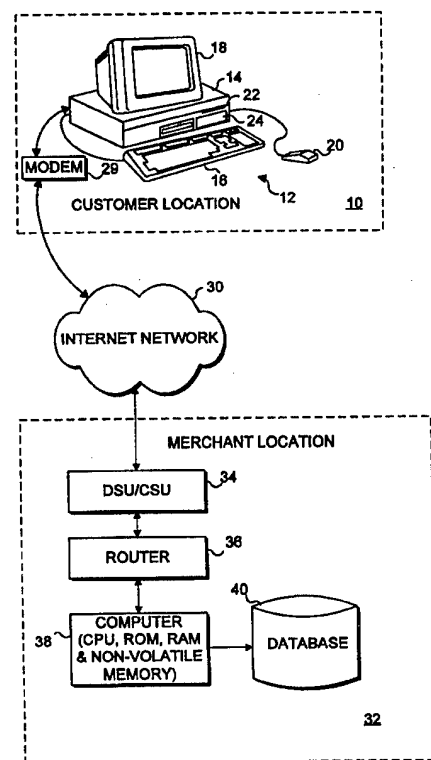 18
14
22
24
20
MODEM
29
16
12
CUSTOMER LOCATION
10
30
INTERNET NETWORK
MERCHANT LOCATION
DSU/CSU
34
ROUTER
36
40
COMPUTER
(CPU, ROM, RAM
& NON-VOLATILE
MEMORY)
38
DATABASE
32